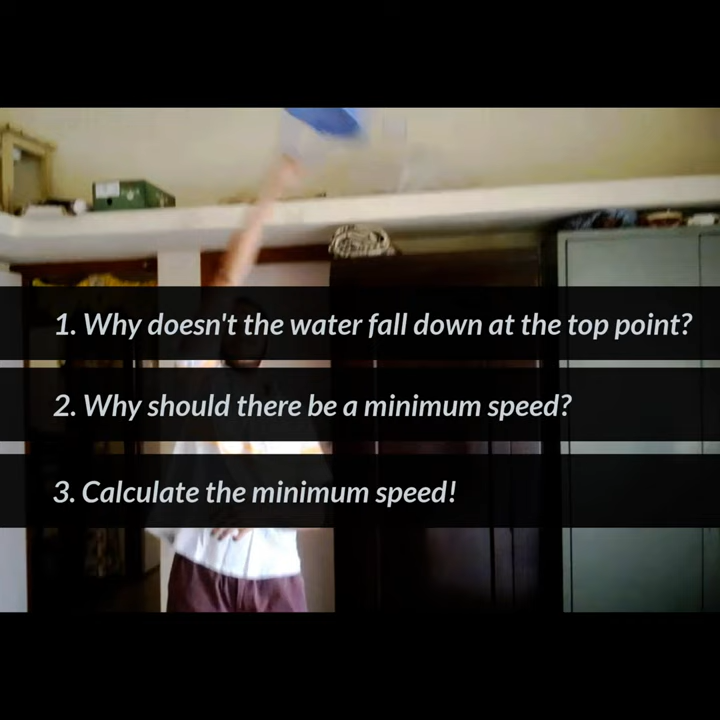 1. Why doesn't the water fall down at the top point?
2. Why should there be a minimum speed?
3. Calculate the minimum speed!